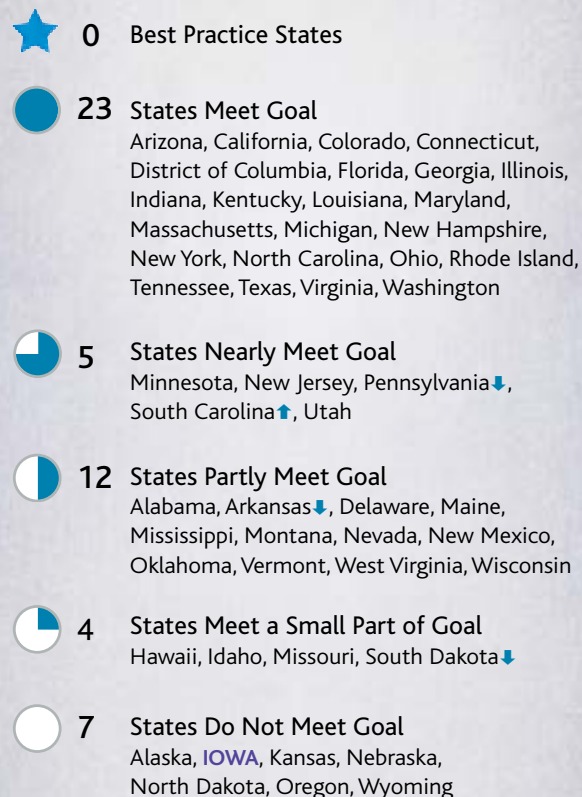 0 Best Practice States
23 States Meet Goal
Arizona, California, Colorado, Connecticut,
District of Columbia, Florida, Georgia, Illinois,
Indiana, Kentucky, Louisiana, Maryland,
Massachusetts, Michigan, New Hampshire,
New York, North Carolina, Ohio, Rhode Island,
Tennessee, Texas, Virginia, Washington
5 States Nearly Meet Goal
Minnesota, New Jersey, Pennsylvania⬇,
South Carolina⬆, Utah
12 States Partly Meet Goal
Alabama, Arkansas⬇, Delaware, Maine,
Mississippi, Montana, Nevada, New Mexico,
Oklahoma, Vermont, West Virginia, Wisconsin
4 States Meet a Small Part of Goal
Hawaii, Idaho, Missouri, South Dakota⬇
7 States Do Not Meet Goal
Alaska, IOWA, Kansas, Nebraska,
North Dakota, Oregon, Wyoming